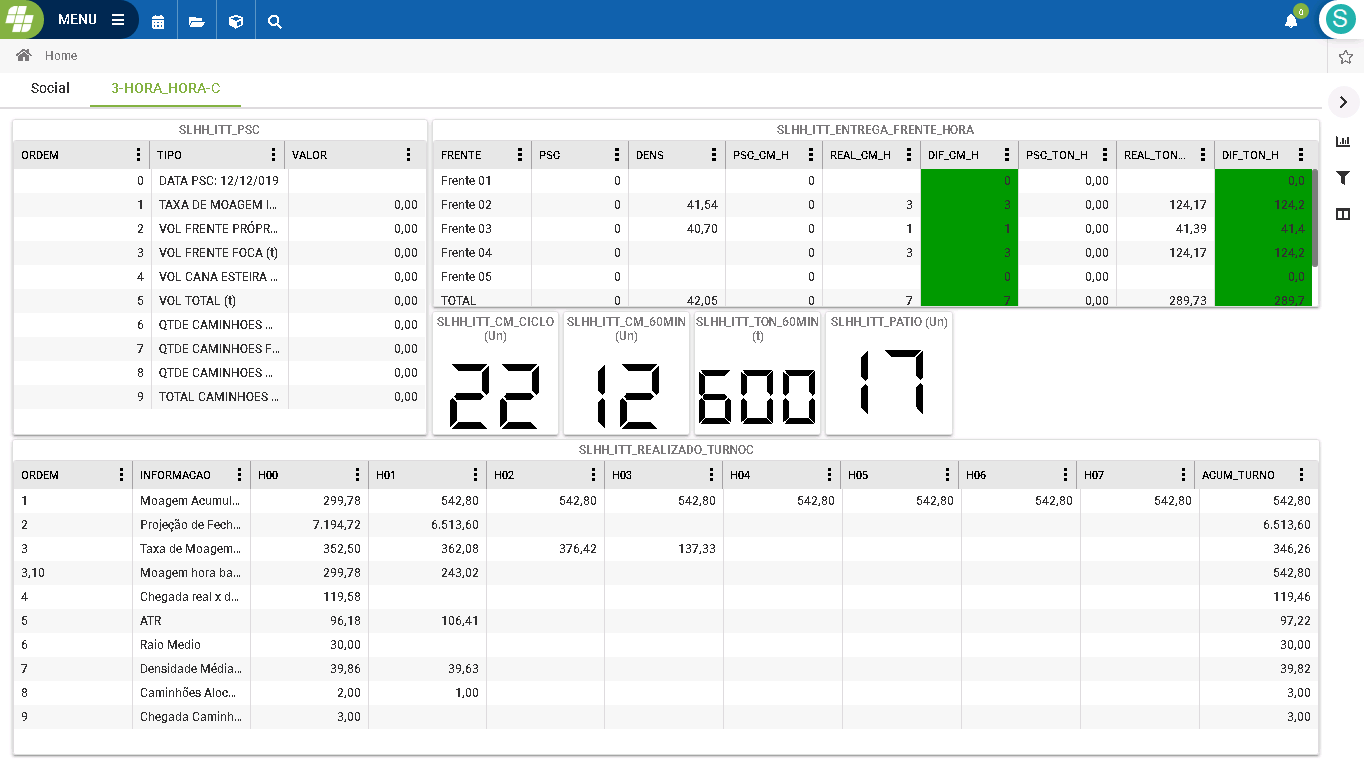 MENU
0
S
Home
Social 3-HORA_HORA-C
SLHH_ITT_PSC
ORDEM TIPO VALOR
0 DATA PSC: 12/12/019
1 TAXA DE MOAGEM I... 0,00
2 VOL FRENTE PRÓPR... 0,00
3 VOL FRENTE FOCA (t) 0,00
4 VOL CANA ESTEIRA ... 0,00
5 VOL TOTAL (t) 0,00
6 QTDE CAMINHOES ... 0,00
7 QTDE CAMINHOES F... 0,00
8 QTDE CAMINHOES ... 0,00
9 TOTAL CAMINHOES ... 0,00
SLHH_ITT_ENTREGA_FRENTE_HORA
FRENTE PSC DENS PSC_CM_H REAL_CM_H DIF_CM_H PSC_TON_H REAL_TON... DIF_TON_H
Frente 01 0 0 0 0,00 0,0
Frente 02 0 41,54 0 3 3 0,00 124,17 124,2
Frente 03 0 40,70 0 1 1 0,00 41,39 41,4
Frente 04 0 0 3 3 0,00 124,17 124,2
Frente 05 0 0 0 0,00 0,0
TOTAL 0 42,05 0 7 7 0,00 289,73 289,7
SLHH_ITT_CM_CICLO
(Un)
22
SLHH_ITT_CM_60MIN
(Un)
12
SLHH_ITT_TON_60MIN
(t)
600
SLHH_ITT_PATIO (Un)
17
SLHH_ITT_REALIZADO_TURNOC
ORDEM INFORMACAO H00 H01 H02 H03 H04 H05 H06 H07 ACUM_TURNO
1 Moagem Acumul... 299,78 542,80 542,80 542,80 542,80 542,80 542,80 542,80 542,80
2 Projeção de Fech... 7.194,72 6.513,60 6.513,60
3 Taxa de Moagem... 352,50 362,08 376,42 137,33 346,26
3,10 Moagem hora ba... 299,78 243,02 542,80
4 Chegada real x d... 119,58 119,46
5 ATR 96,18 106,41 97,22
6 Raio Medio 30,00 30,00
7 Densidade Média... 39,86 39,63 39,82
8 Caminhões Aloc... 2,00 1,00 3,00
9 Chegada Caminh... 3,00 3,00